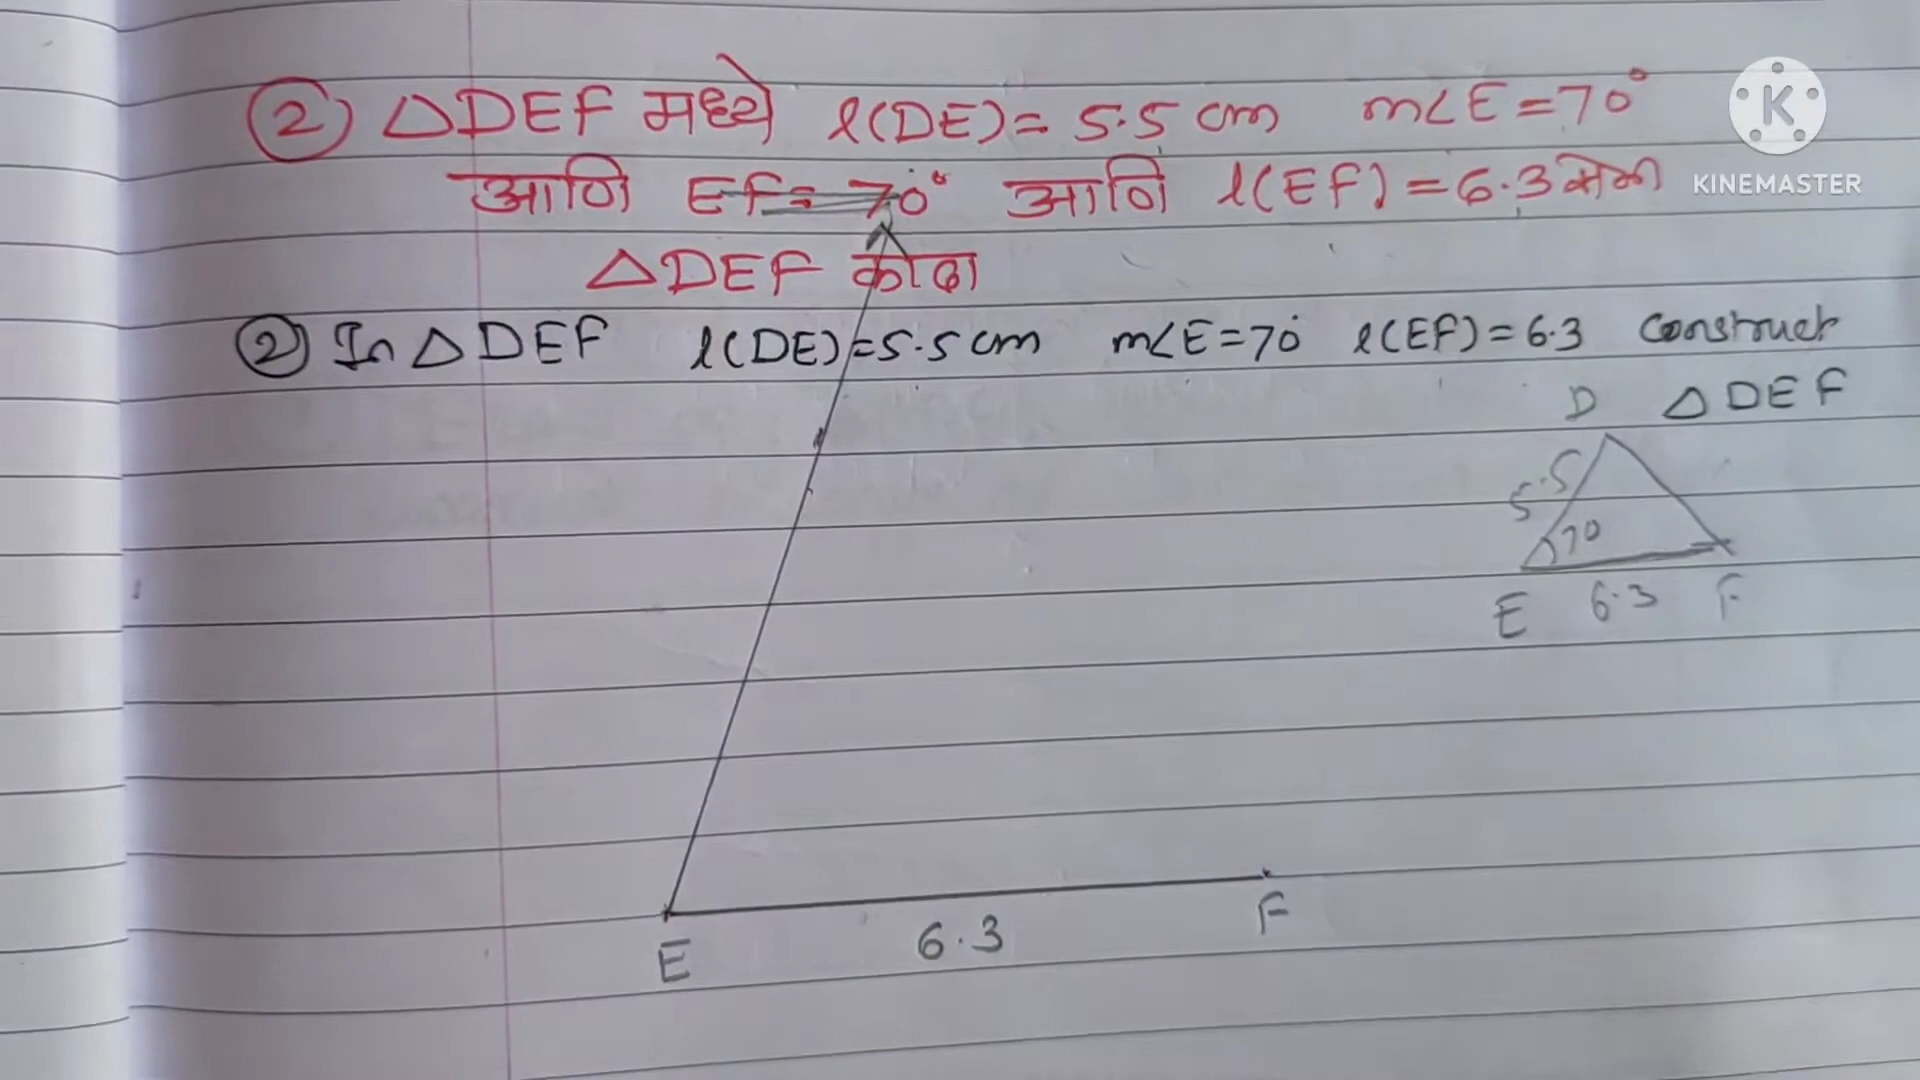 ② △DEF मध्ये l(DE)= 5.5 cm m∠E=70°
आणि EF= 70° आणि l(EF)=6.3 सेमी
△DEF काढा
② In △DEF l(DE)=5.5 cm m∠E=70° l(EF)=6.3 construct
△DEF
D
5.5
70
E 6.3 F
E 6.3 F
K
KINEMASTER